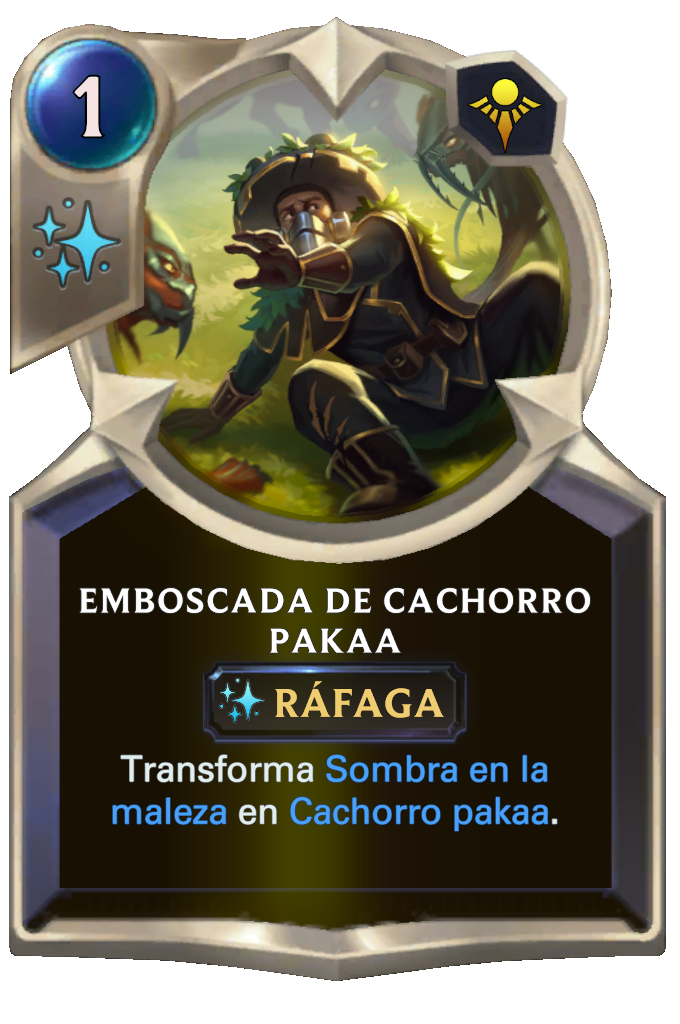 1
EMBOSCADA DE CACHORRO
PAKAA
RÁFAGA
Transforma Sombra en la
maleza en Cachorro pakaa.